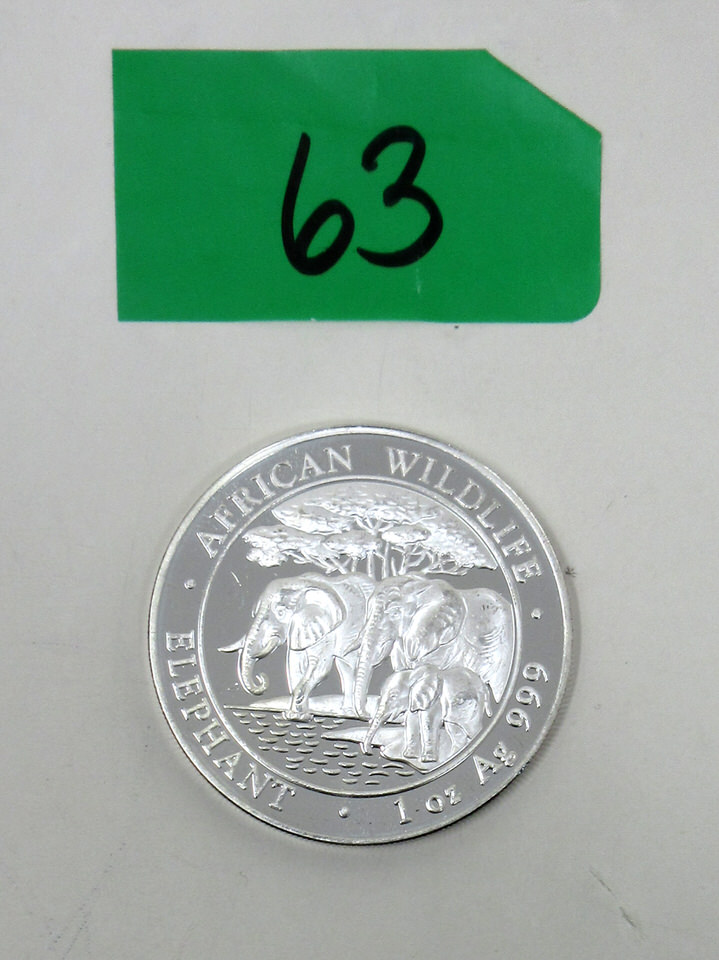 63
AFRICAN WILDLIFE
ELEPHANT · 1 oz Ag 999